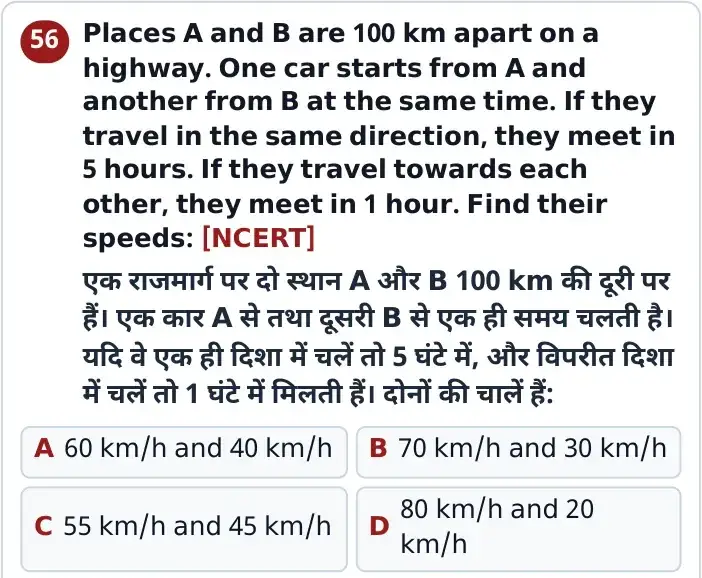 56 Places A and B are 100 km apart on a
highway. One car starts from A and
another from B at the same time. If they
travel in the same direction, they meet in
5 hours. If they travel towards each
other, they meet in 1 hour. Find their
speeds: [NCERT]
एक राजमार्ग पर दो स्थान A और B 100 km की दूरी पर
हैं। एक कार A से तथा दूसरी B से एक ही समय चलती है।
यदि वे एक ही दिशा में चलें तो 5 घंटे में, और विपरीत दिशा
में चलें तो 1 घंटे में मिलती हैं। दोनों की चालें हैं:
A 60 km/h and 40 km/h
B 70 km/h and 30 km/h
C 55 km/h and 45 km/h
D 80 km/h and 20
km/h